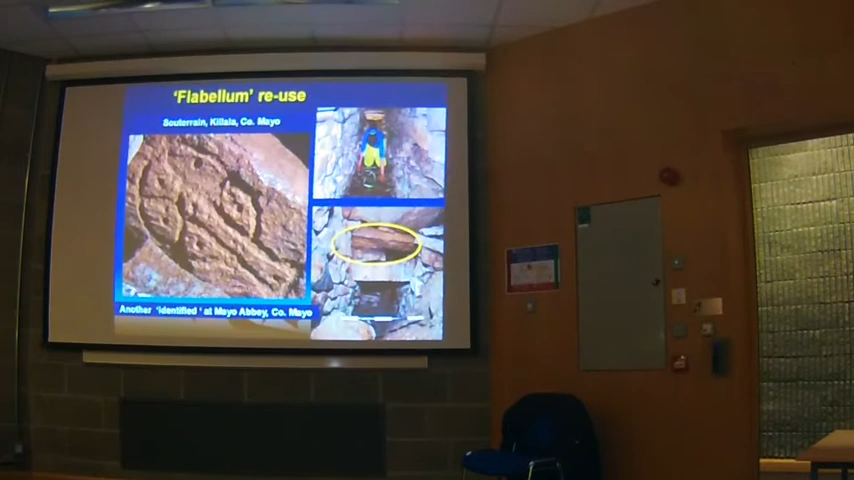 'Flabellum' re-use
Souterrain, Killala, Co. Mayo
Another 'identified' at Mayo Abbey, Co. Mayo